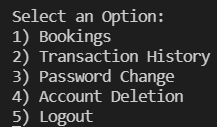 Select an Option:
1) Bookings
2) Transaction History
3) Password Change
4) Account Deletion
5) Logout